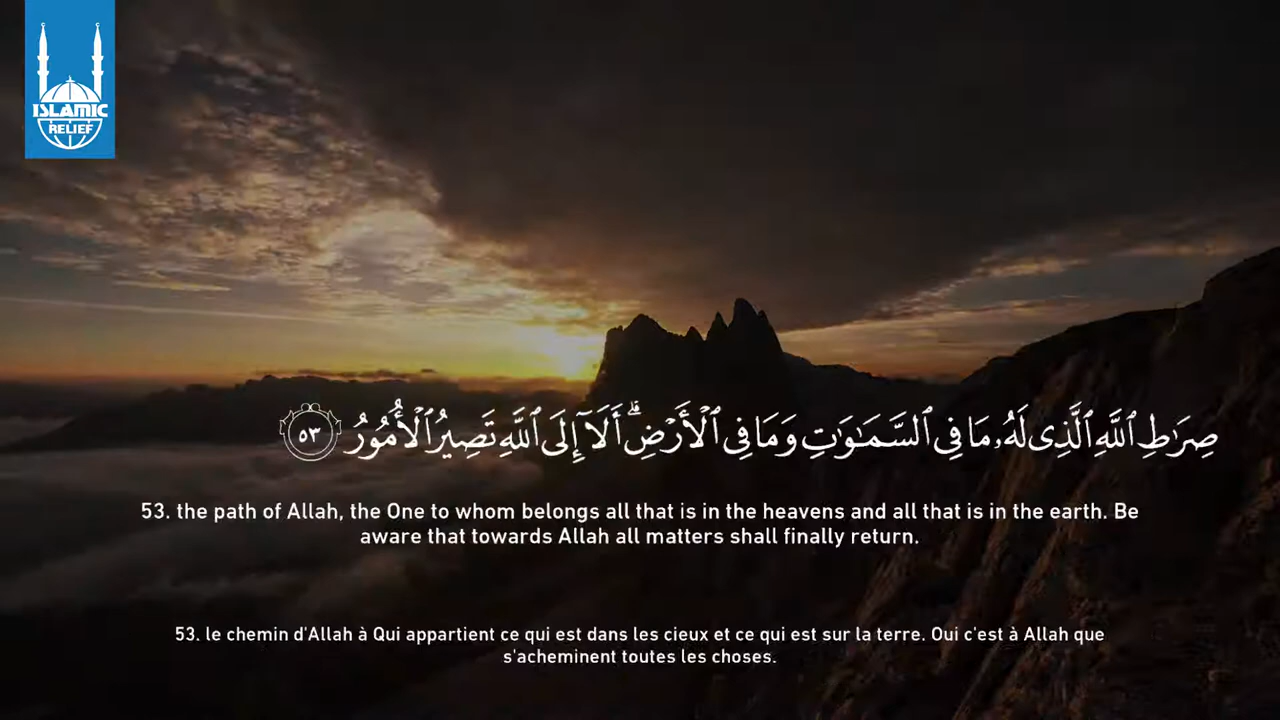 ISLAMIC
RELIEF
صِرَٰطِ ٱللَّهِ ٱلَّذِى لَهُۥ مَا فِى ٱلسَّمَـٰوَٰتِ وَمَا فِى ٱلْأَرْضِ ۗ أَلَآ إِلَى ٱللَّهِ تَصِيرُ ٱلْأُمُورُ ٥٣
53. the path of Allah, the One to whom belongs all that is in the heavens and all that is in the earth. Be
aware that towards Allah all matters shall finally return.
53. le chemin d'Allah à Qui appartient ce qui est dans les cieux et ce qui est sur la terre. Oui c'est à Allah que
s'acheminent toutes les choses.